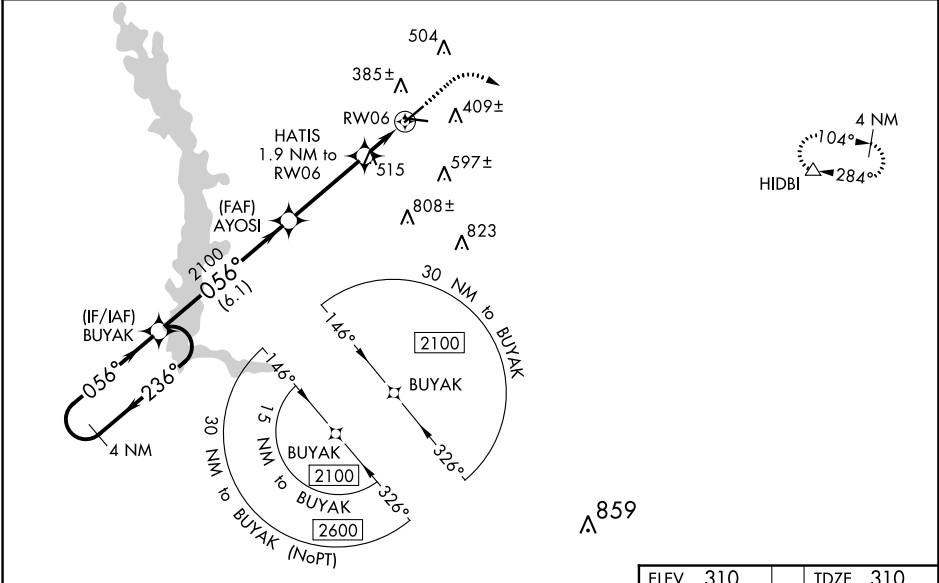 504
385±
RW06
409±
HATIS
1.9 NM to
RW06
515
597±
4 NM
104°
284°
HIDBI
(FAF)
AYOSI
808±
823
2100
056°
(6.1)
(IF/IAF)
BUYAK
056°
236°
4 NM
30 NM to BUYAK
146°
2100
BUYAK
326°
146°
15 NM to BUYAK
BUYAK
2100
326°
30 NM to BUYAK (NoPT)
2600
859
ELEV 310
TDZE 310